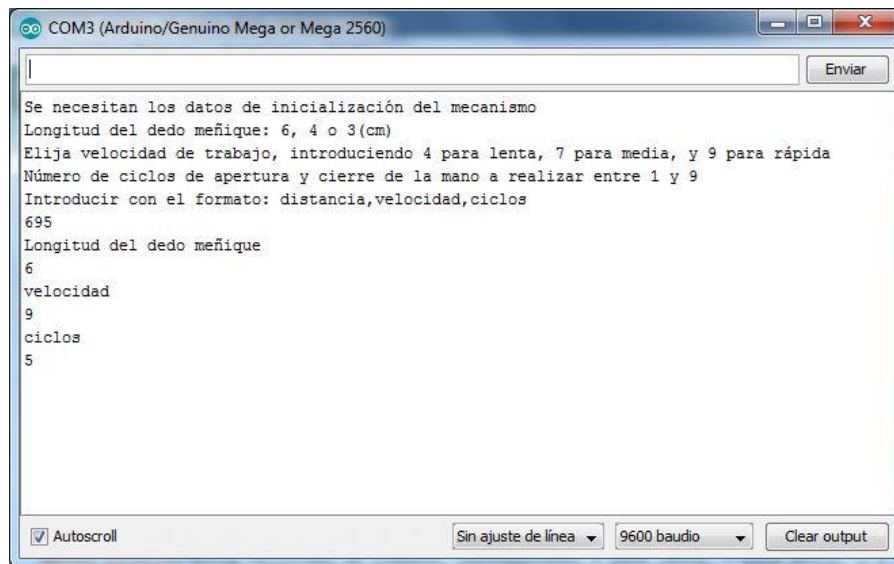 COM3 (Arduino/Genuino Mega or Mega 2560)
Enviar
Se necesitan los datos de inicialización del mecanismo
Longitud del dedo meñique: 6, 4 o 3(cm)
Elija velocidad de trabajo, introduciendo 4 para lenta, 7 para media, y 9 para rápida
Número de ciclos de apertura y cierre de la mano a realizar entre 1 y 9
Introducir con el formato: distancia,velocidad,ciclos
695
Longitud del dedo meñique
6
velocidad
9
ciclos
5
Autoscroll
Sin ajuste de línea
9600 baudio
Clear output